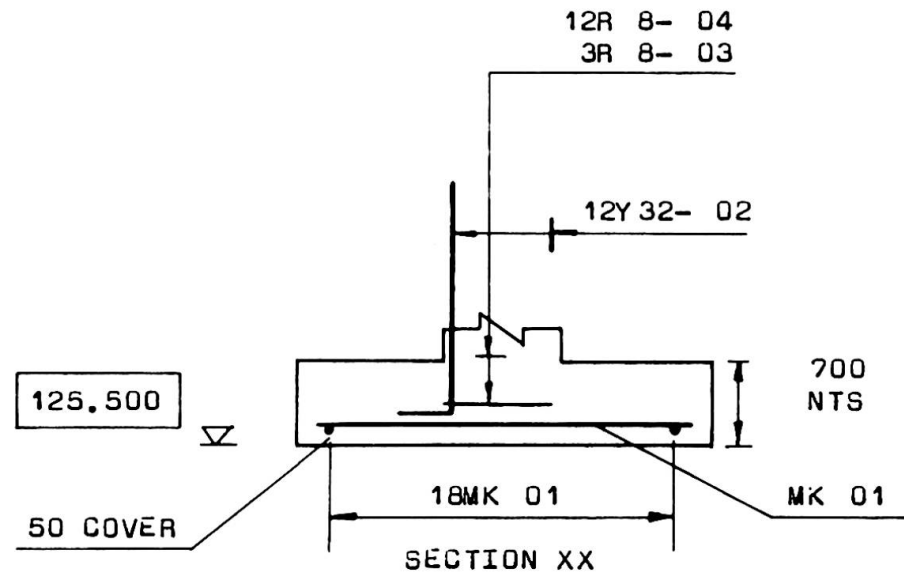 12R 8- 04
3R 8- 03
12Y 32- 02
125.500
700
NTS
18MK 01
MK 01
50 COVER
SECTION XX